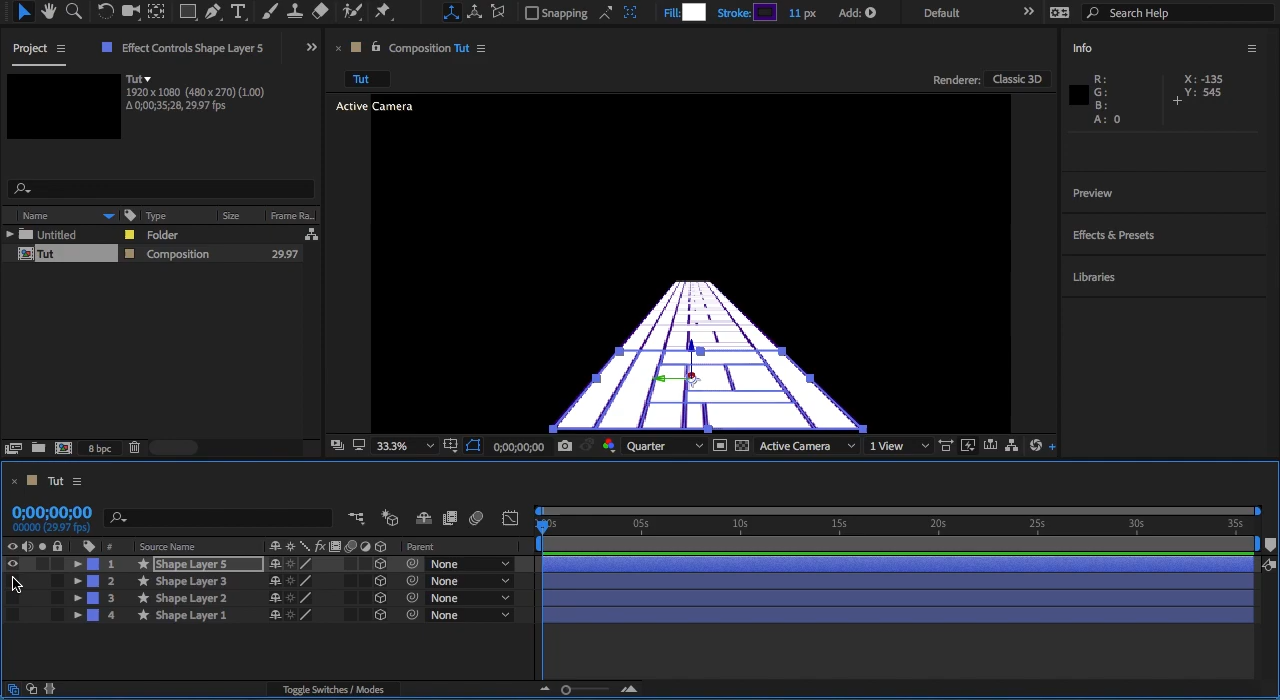 Snapping
Fill:
Stroke:
11 px
Add:
Default
Search Help
Project
Effect Controls Shape Layer 5
Composition Tut
Info
Tut
1920 x 1080 (480 x 270) (1.00)
Δ 0;00;35;28, 29.97 fps
Tut
Renderer:
Classic 3D
R:
G:
B:
A: 0
X: -135
Y: 545
Active Camera
Name
Type
Size
Frame Ra...
Untitled
Folder
Tut
Composition
29.97
Preview
Effects & Presets
Libraries
8 bpc
33.3%
0;00;00;00
Quarter
Active Camera
1 View
Tut
0;00;00;00
00000 (29.97 fps)
:00s
05s
10s
15s
20s
25s
30s
35s
#
Source Name
fx
Parent
1
Shape Layer 5
None
2
Shape Layer 3
None
3
Shape Layer 2
None
4
Shape Layer 1
None
Toggle Switches / Modes